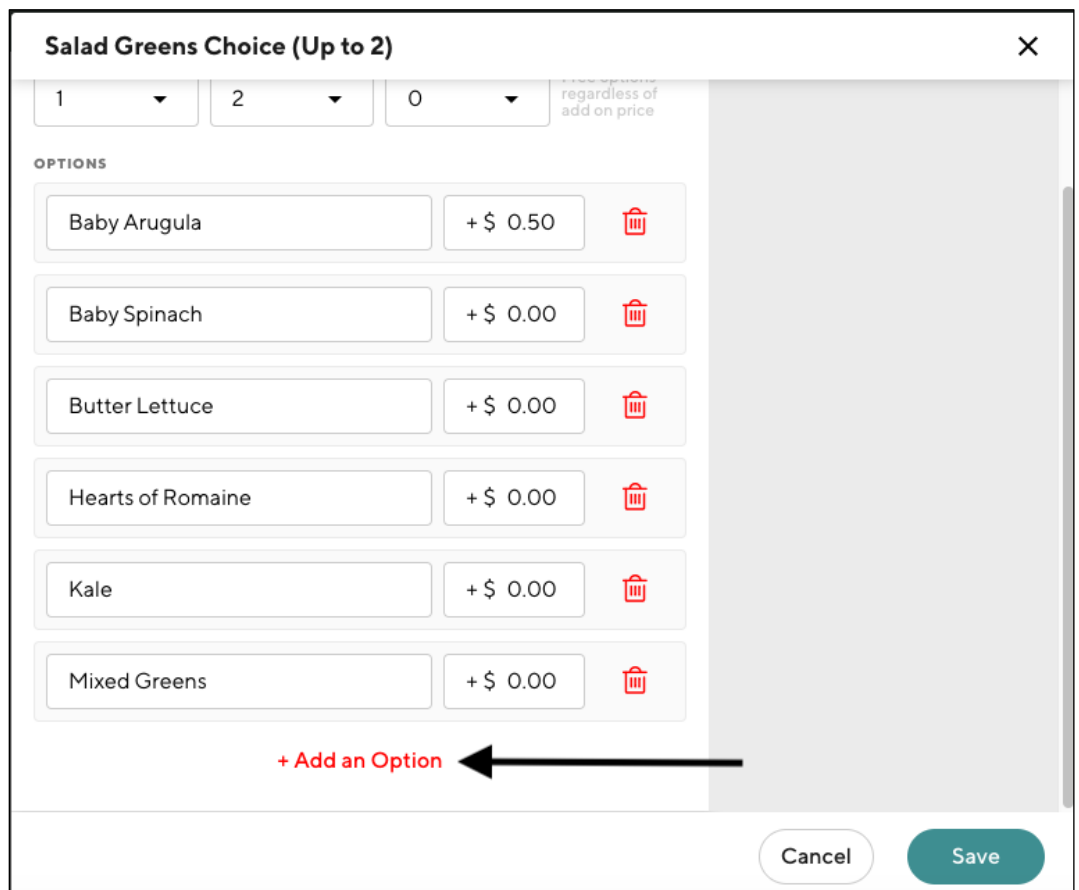 Salad Greens Choice (Up to 2)
1 2 0
regardless of
add on price
OPTIONS
Baby Arugula + $ 0.50
Baby Spinach + $ 0.00
Butter Lettuce + $ 0.00
Hearts of Romaine + $ 0.00
Kale + $ 0.00
Mixed Greens + $ 0.00
+ Add an Option
Cancel Save